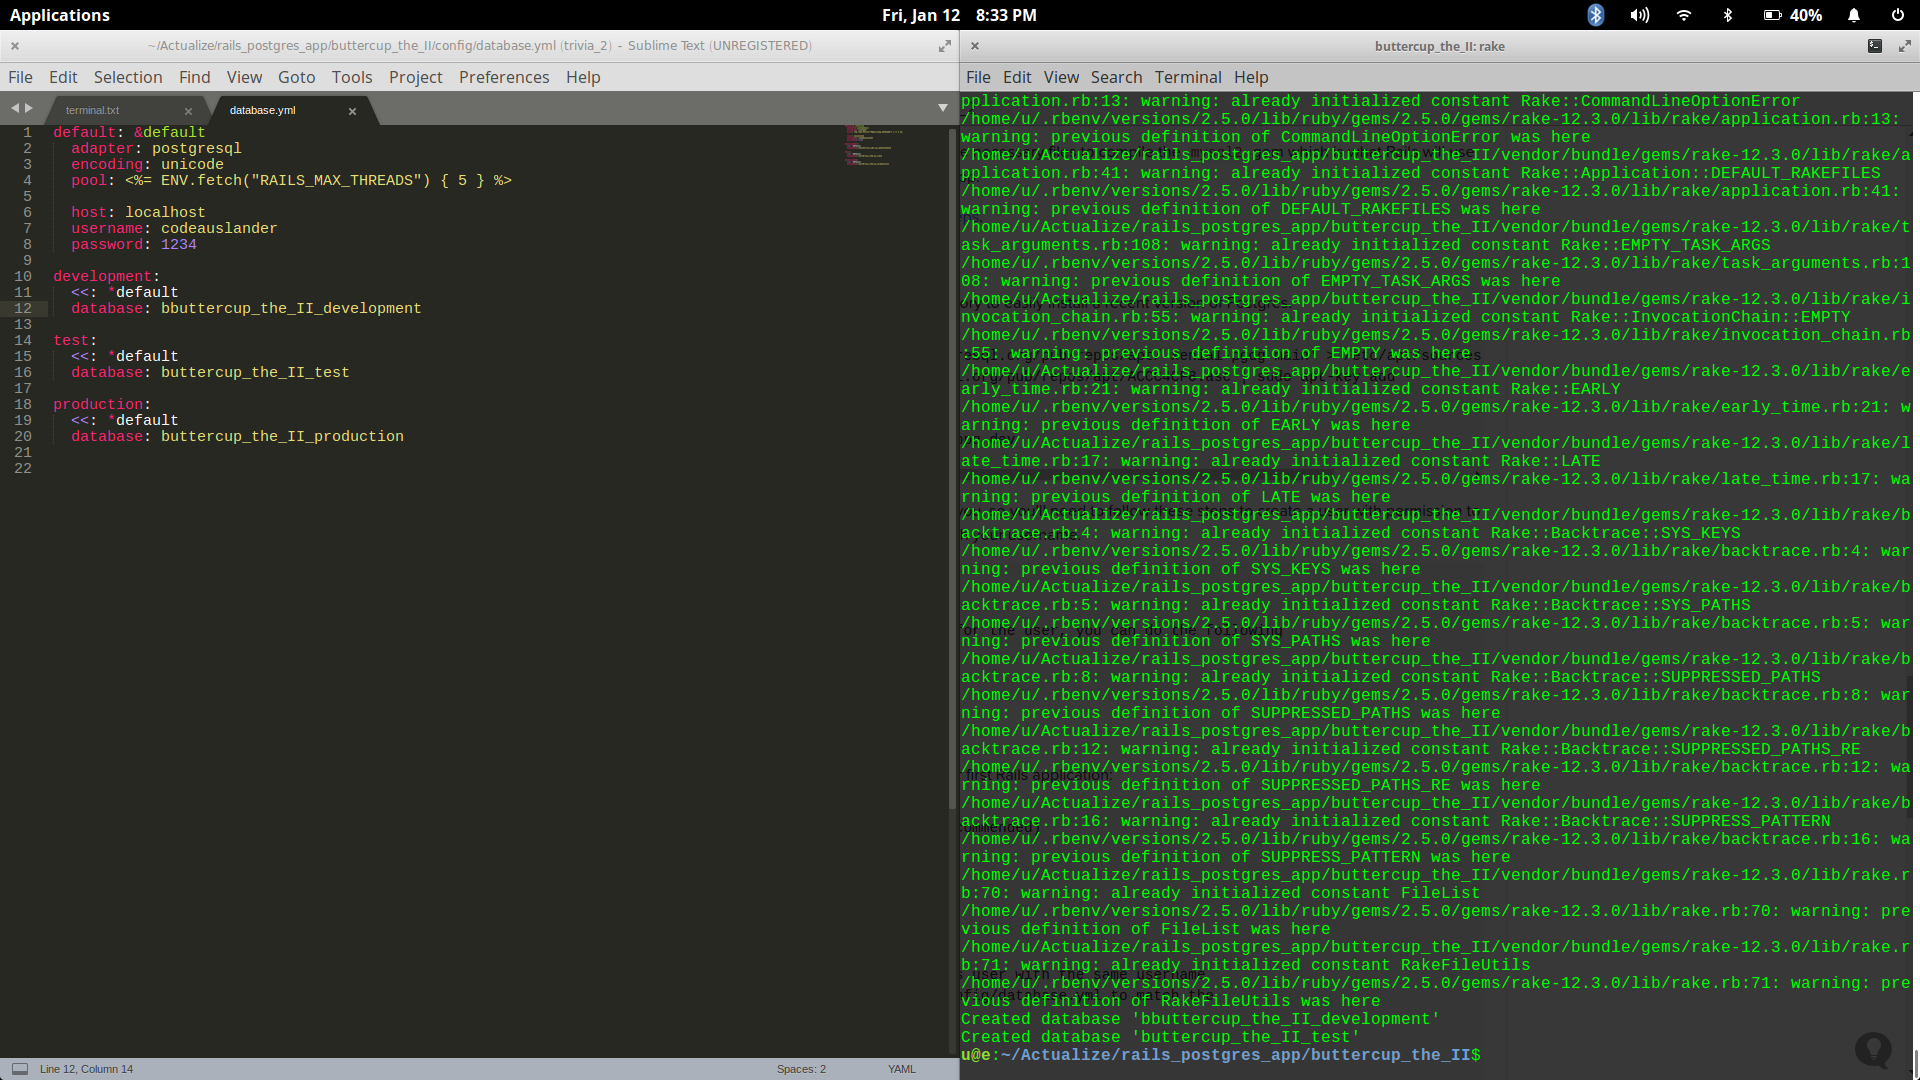 Applications
Fri, Jan 12 8:33 PM
40%
~/Actualize/rails_postgres_app/buttercup_the_II/config/database.yml (trivia_2) - Sublime Text (UNREGISTERED)
File Edit Selection Find View Goto Tools Project Preferences Help
terminal.txt
database.yml
1 default: &default
2 adapter: postgresql
3 encoding: unicode
4 pool: <%= ENV.fetch("RAILS_MAX_THREADS") { 5 } %>
5
6 host: localhost
7 username: codeauslander
8 password: 1234
9
10 development:
11 <<: *default
12 database: bbuttercup_the_II_development
13
14 test:
15 <<: *default
16 database: buttercup_the_II_test
17
18 production:
19 <<: *default
20 database: buttercup_the_II_production
21
22
Line 12, Column 14
Spaces: 2
YAML
buttercup_the_II: rake
File Edit View Search Terminal Help
pplication.rb:13: warning: already initialized constant Rake::CommandLineOptionError
/home/u/.rbenv/versions/2.5.0/lib/ruby/gems/2.5.0/gems/rake-12.3.0/lib/rake/application.rb:13:
warning: previous definition of CommandLineOptionError was here
/home/u/Actualize/rails_postgres_app/buttercup_the_II/vendor/bundle/gems/rake-12.3.0/lib/rake/a
pplication.rb:41: warning: already initialized constant Rake::Application::DEFAULT_RAKEFILES
/home/u/.rbenv/versions/2.5.0/lib/ruby/gems/2.5.0/gems/rake-12.3.0/lib/rake/application.rb:41:
warning: previous definition of DEFAULT_RAKEFILES was here
/home/u/Actualize/rails_postgres_app/buttercup_the_II/vendor/bundle/gems/rake-12.3.0/lib/rake/t
ask_arguments.rb:108: warning: already initialized constant Rake::EMPTY_TASK_ARGS
/home/u/.rbenv/versions/2.5.0/lib/ruby/gems/2.5.0/gems/rake-12.3.0/lib/rake/task_arguments.rb:1
08: warning: previous definition of EMPTY_TASK_ARGS was here
/home/u/Actualize/rails_postgres_app/buttercup_the_II/vendor/bundle/gems/rake-12.3.0/lib/rake/i
nvocation_chain.rb:55: warning: already initialized constant Rake::InvocationChain::EMPTY
/home/u/.rbenv/versions/2.5.0/lib/ruby/gems/2.5.0/gems/rake-12.3.0/lib/rake/invocation_chain.rb
:55: warning: previous definition of EMPTY was here
/home/u/Actualize/rails_postgres_app/buttercup_the_II/vendor/bundle/gems/rake-12.3.0/lib/rake/e
arly_time.rb:21: warning: already initialized constant Rake::EARLY
/home/u/.rbenv/versions/2.5.0/lib/ruby/gems/2.5.0/gems/rake-12.3.0/lib/rake/early_time.rb:21: w
arning: previous definition of EARLY was here
/home/u/Actualize/rails_postgres_app/buttercup_the_II/vendor/bundle/gems/rake-12.3.0/lib/rake/l
ate_time.rb:17: warning: already initialized constant Rake::LATE
/home/u/.rbenv/versions/2.5.0/lib/ruby/gems/2.5.0/gems/rake-12.3.0/lib/rake/late_time.rb:17: wa
rning: previous definition of LATE was here
/home/u/Actualize/rails_postgres_app/buttercup_the_II/vendor/bundle/gems/rake-12.3.0/lib/rake/b
acktrace.rb:4: warning: already initialized constant Rake::Backtrace::SYS_KEYS
/home/u/.rbenv/versions/2.5.0/lib/ruby/gems/2.5.0/gems/rake-12.3.0/lib/rake/backtrace.rb:4: war
ning: previous definition of SYS_KEYS was here
/home/u/Actualize/rails_postgres_app/buttercup_the_II/vendor/bundle/gems/rake-12.3.0/lib/rake/b
acktrace.rb:5: warning: already initialized constant Rake::Backtrace::SYS_PATHS
/home/u/.rbenv/versions/2.5.0/lib/ruby/gems/2.5.0/gems/rake-12.3.0/lib/rake/backtrace.rb:5: war
ning: previous definition of SYS_PATHS was here
/home/u/Actualize/rails_postgres_app/buttercup_the_II/vendor/bundle/gems/rake-12.3.0/lib/rake/b
acktrace.rb:8: warning: already initialized constant Rake::Backtrace::SUPPRESSED_PATHS
/home/u/.rbenv/versions/2.5.0/lib/ruby/gems/2.5.0/gems/rake-12.3.0/lib/rake/backtrace.rb:8: war
ning: previous definition of SUPPRESSED_PATHS was here
/home/u/Actualize/rails_postgres_app/buttercup_the_II/vendor/bundle/gems/rake-12.3.0/lib/rake/b
acktrace.rb:12: warning: already initialized constant Rake::Backtrace::SUPPRESSED_PATHS_RE
/home/u/.rbenv/versions/2.5.0/lib/ruby/gems/2.5.0/gems/rake-12.3.0/lib/rake/backtrace.rb:12: wa
rning: previous definition of SUPPRESSED_PATHS_RE was here
/home/u/Actualize/rails_postgres_app/buttercup_the_II/vendor/bundle/gems/rake-12.3.0/lib/rake/b
acktrace.rb:16: warning: already initialized constant Rake::Backtrace::SUPPRESS_PATTERN
/home/u/.rbenv/versions/2.5.0/lib/ruby/gems/2.5.0/gems/rake-12.3.0/lib/rake/backtrace.rb:16: wa
rning: previous definition of SUPPRESS_PATTERN was here
/home/u/Actualize/rails_postgres_app/buttercup_the_II/vendor/bundle/gems/rake-12.3.0/lib/rake.r
b:70: warning: already initialized constant FileList
/home/u/.rbenv/versions/2.5.0/lib/ruby/gems/2.5.0/gems/rake-12.3.0/lib/rake.rb:70: warning: pre
vious definition of FileList was here
/home/u/Actualize/rails_postgres_app/buttercup_the_II/vendor/bundle/gems/rake-12.3.0/lib/rake.r
b:71: warning: already initialized constant RakeFileUtils
/home/u/.rbenv/versions/2.5.0/lib/ruby/gems/2.5.0/gems/rake-12.3.0/lib/rake.rb:71: warning: pre
vious definition of RakeFileUtils was here
Created database 'bbuttercup_the_II_development'
Created database 'buttercup_the_II_test'
u@e:~/Actualize/rails_postgres_app/buttercup_the_II$